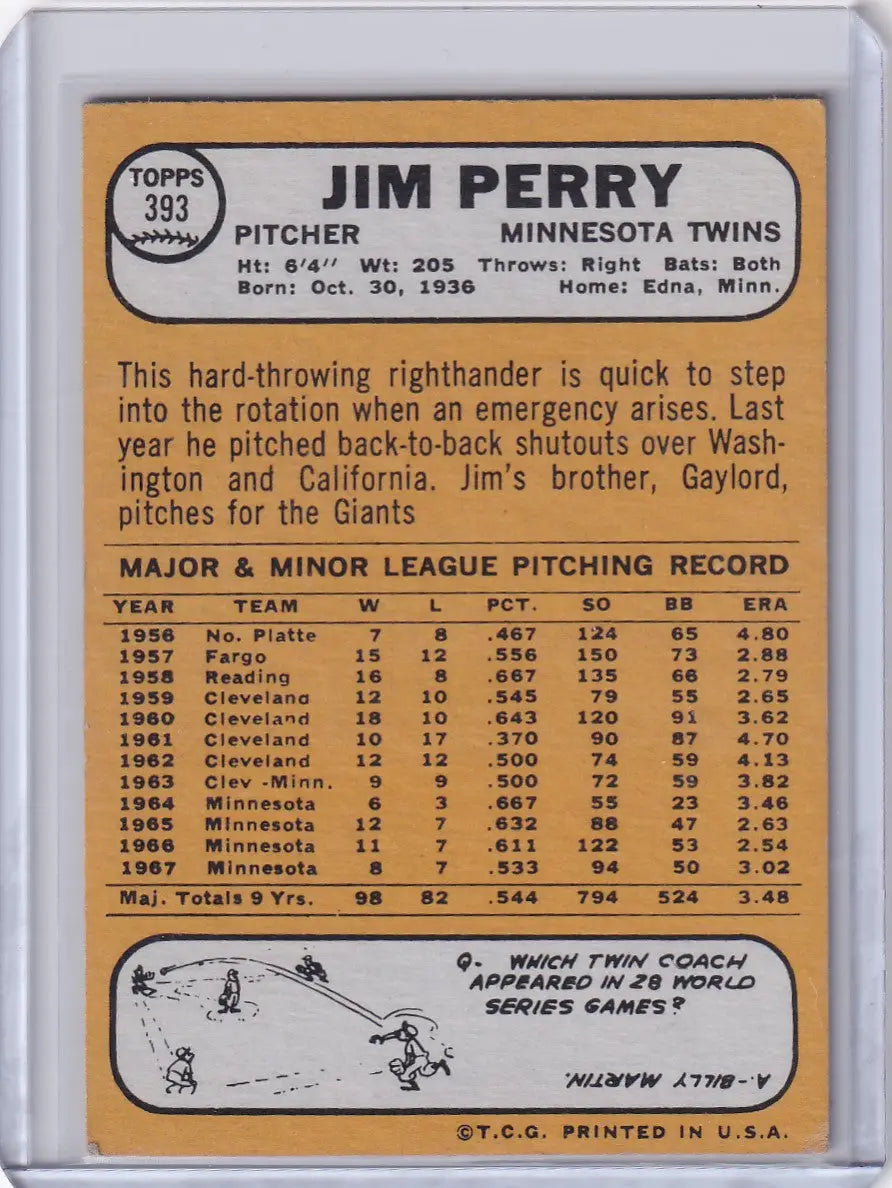 TOPPS
393
JIM PERRY
PITCHER MINNESOTA TWINS
Ht: 6'4'' Wt: 205 Throws: Right Bats: Both
Born: Oct. 30, 1936 Home: Edna, Minn.
This hard-throwing righthander is quick to step
into the rotation when an emergency arises. Last
year he pitched back-to-back shutouts over Wash-
ington and California. Jim's brother, Gaylord,
pitches for the Giants
MAJOR & MINOR LEAGUE PITCHING RECORD
YEAR TEAM W L PCT. SO BB ERA
1956 No. Platte 7 8 .467 124 65 4.80
1957 Fargo 15 12 .556 150 73 2.88
1958 Reading 16 8 .667 135 66 2.79
1959 Cleveland 12 10 .545 79 55 2.65
1960 Cleveland 18 10 .643 120 91 3.62
1961 Cleveland 10 17 .370 90 87 4.70
1962 Cleveland 12 12 .500 74 59 4.13
1963 Clev -Minn. 9 9 .500 72 59 3.82
1964 Minnesota 6 3 .667 55 23 3.46
1965 Minnesota 12 7 .632 88 47 2.63
1966 Minnesota 11 7 .611 122 53 2.54
1967 Minnesota 8 7 .533 94 50 3.02
Maj. Totals 9 Yrs. 98 82 .544 794 524 3.48
Q. WHICH TWIN COACH
APPEARED IN 28 WORLD
SERIES GAMES?
A.-BILLY MARTIN.
©T.C.G. PRINTED IN U.S.A.